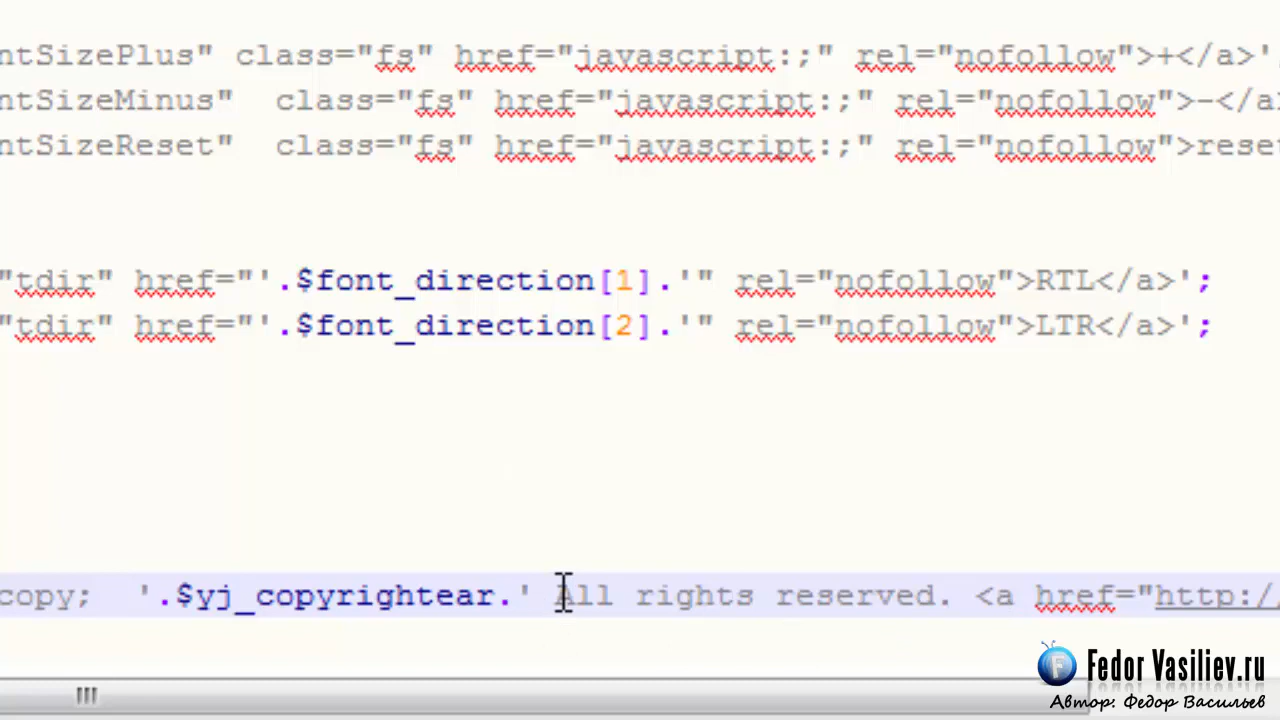 ntSizePlus" class="fs" href="javascript:;" rel="nofollow">+</a>'
ntSizeMinus"  class="fs" href="javascript:;" rel="nofollow">-</a
ntSizeReset"  class="fs" href="javascript:;" rel="nofollow">reset
"tdir" href="'.$font_direction[1].'" rel="nofollow">RTL</a>';
"tdir" href="'.$font_direction[2].'" rel="nofollow">LTR</a>';
copy;  '.$yj_copyrightear.' All rights reserved. <a href="http:/
Fedor Vasiliev.ru
Автор: Федор Васильев